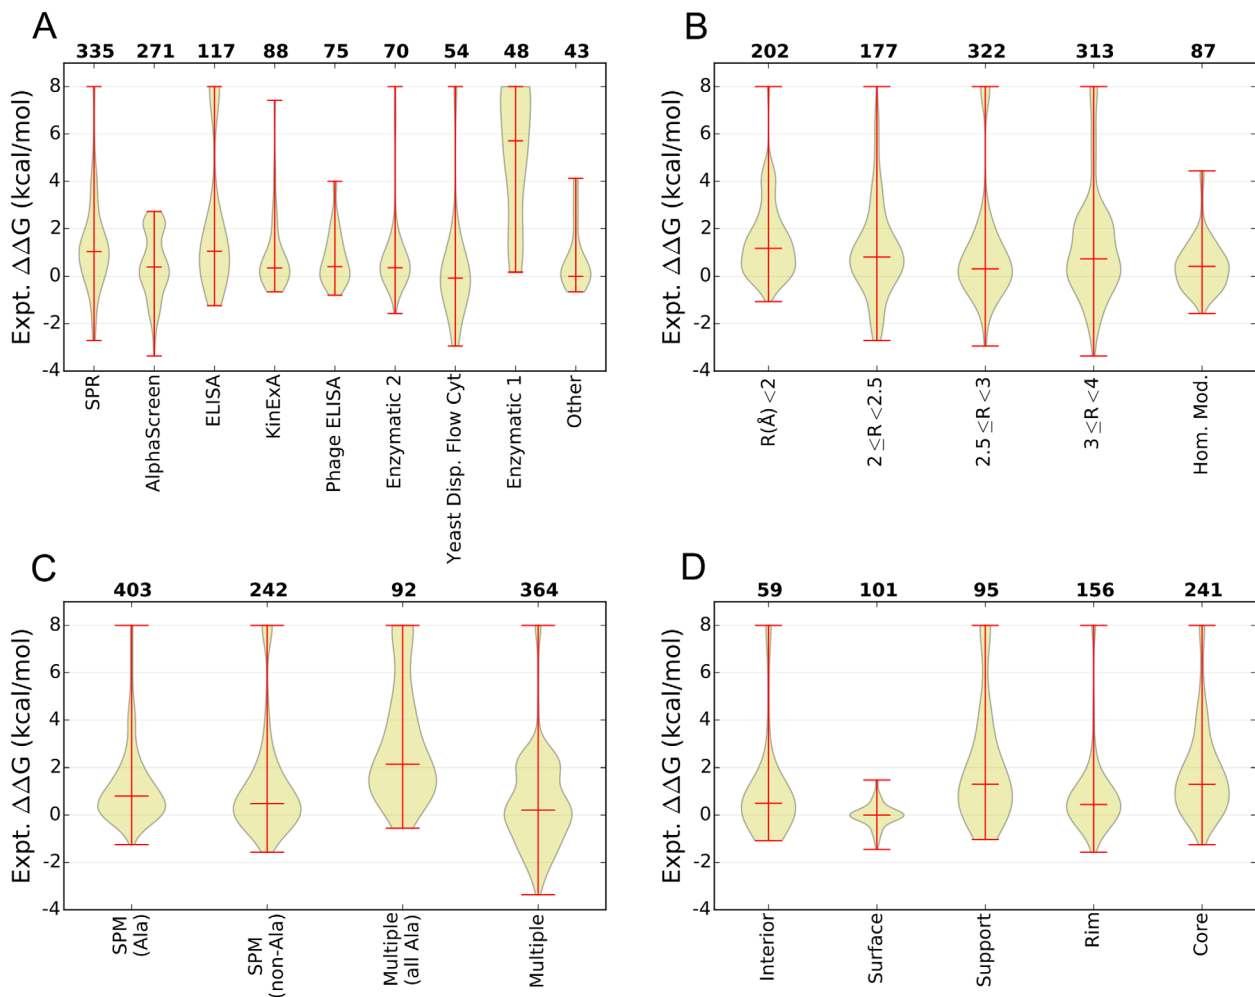 A
335 271 117 88 75 70 54 48 43
Expt. ΔΔG (kcal/mol)
8
6
4
2
0
-2
-4
SPR
AlphaScreen
ELISA
KinExA
Phage ELISA
Enzymatic 2
Yeast Disp. Flow Cyt
Enzymatic 1
Other
B
202 177 322 313 87
Expt. ΔΔG (kcal/mol)
8
6
4
2
0
-2
-4
R(Å) <2
2 ≤R <2.5
2.5 ≤R <3
3 ≤R <4
Hom. Mod.
C
403 242 92 364
Expt. ΔΔG (kcal/mol)
8
6
4
2
0
-2
-4
SPM
(Ala)
SPM
(non-Ala)
Multiple
(all Ala)
Multiple
D
59 101 95 156 241
Expt. ΔΔG (kcal/mol)
8
6
4
2
0
-2
-4
Interior
Surface
Support
Rim
Core